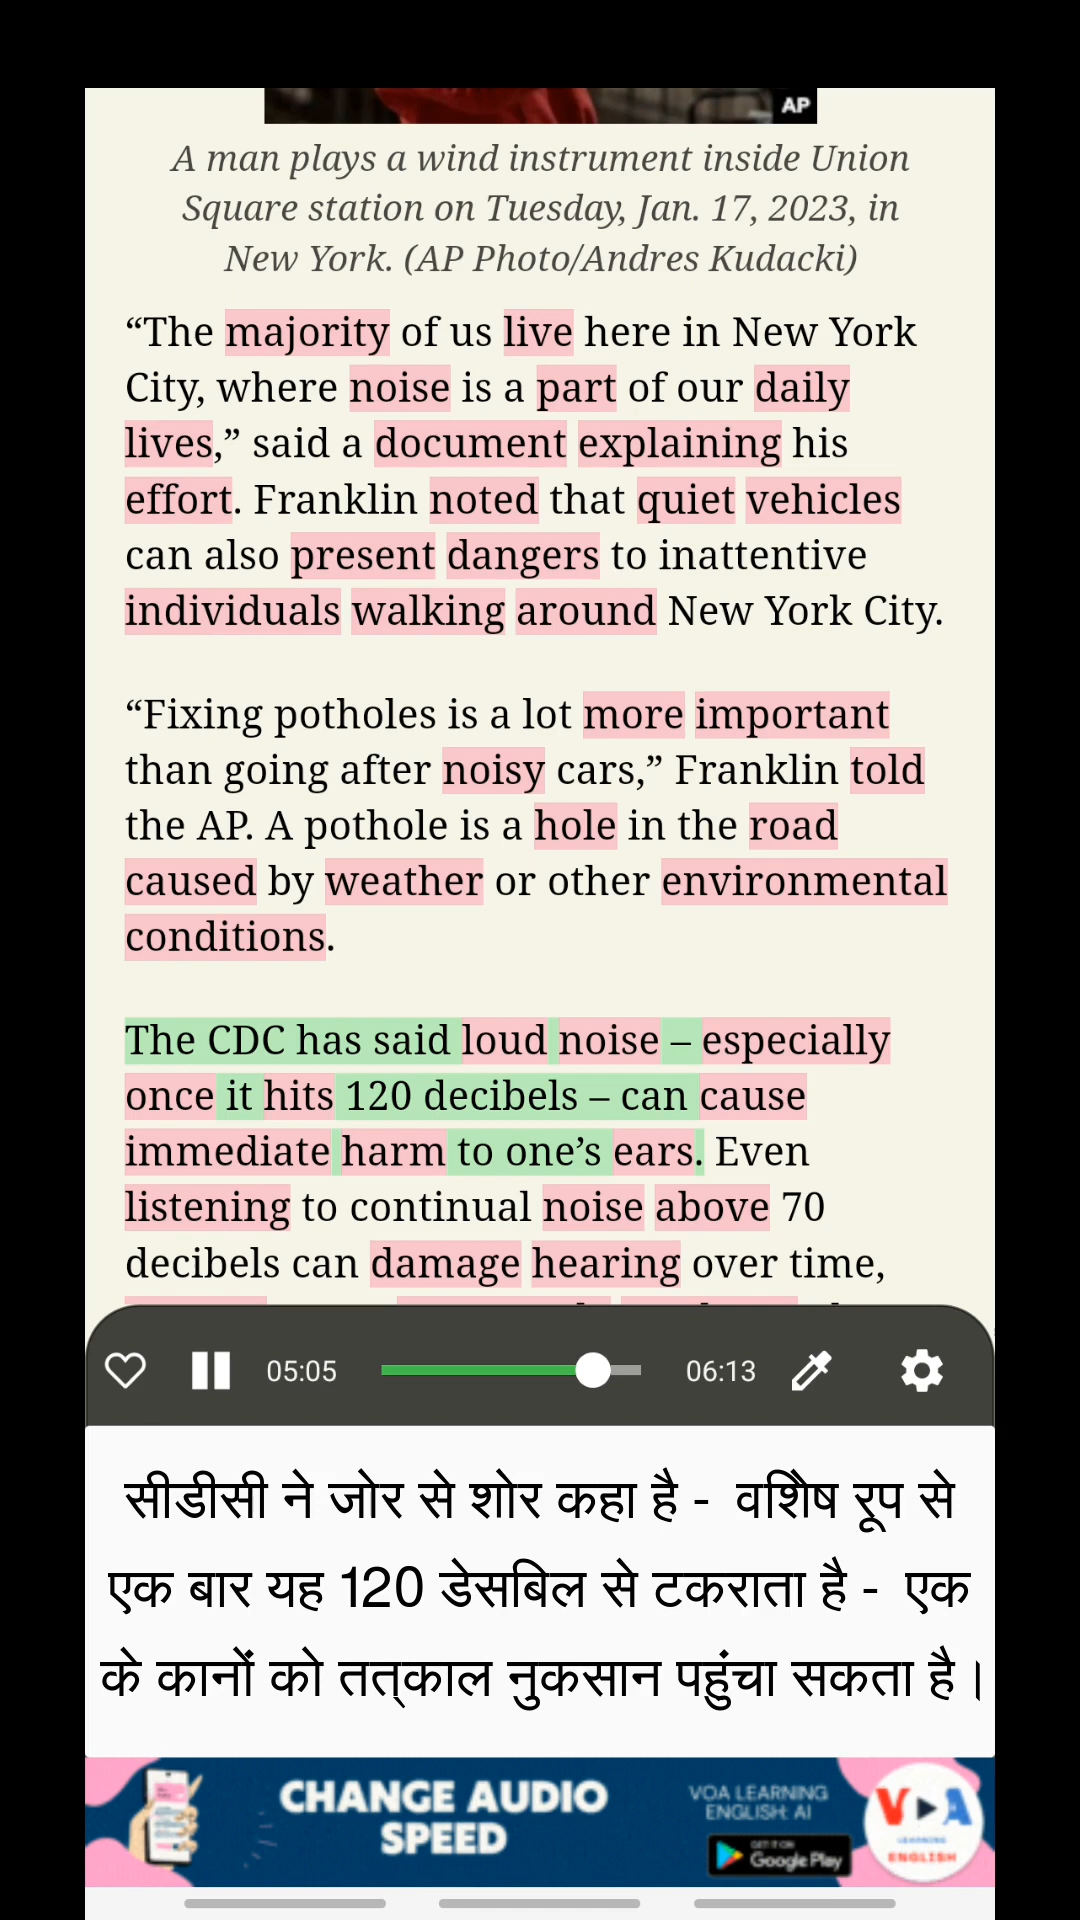 AP
A man plays a wind instrument inside Union
Square station on Tuesday, Jan. 17, 2023, in
New York. (AP Photo/Andres Kudacki)
“The majority of us live here in New York
City, where noise is a part of our daily
lives,” said a document explaining his
effort. Franklin noted that quiet vehicles
can also present dangers to inattentive
individuals walking around New York City.
“Fixing potholes is a lot more important
than going after noisy cars,” Franklin told
the AP. A pothole is a hole in the road
caused by weather or other environmental
conditions.
The CDC has said loud noise – especially
once it hits 120 decibels – can cause
immediate harm to one’s ears. Even
listening to continual noise above 70
decibels can damage hearing over time,
05:05 06:13
सीडीसी ने जोर से शोर कहा है - विशेष रूप से
एक बार यह 120 डेसिबल से टकराता है - एक
के कानों को तत्काल नुकसान पहुंचा सकता है।
CHANGE AUDIO
SPEED
VOA LEARNING
ENGLISH: AI
GET IT ON
Google Play
VOA
LEARNING
ENGLISH